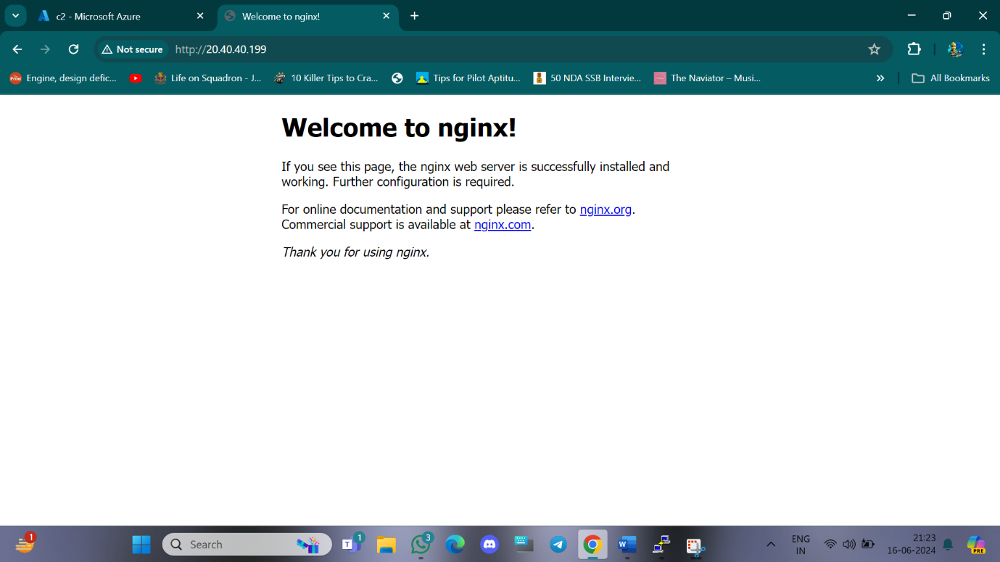 c2 - Microsoft Azure
Welcome to nginx!
Not secure
http://20.40.40.199
Engine, design defic...
Life on Squadron - J...
10 Killer Tips to Cra...
Tips for Pilot Aptitu...
50 NDA SSB Intervie...
The Naviator – Musi...
All Bookmarks
Welcome to nginx!
If you see this page, the nginx web server is successfully installed and
working. Further configuration is required.
For online documentation and support please refer to nginx.org.
Commercial support is available at nginx.com.
Thank you for using nginx.
1
Search
1
3
ENG
IN
21:23
16-06-2024
PRE